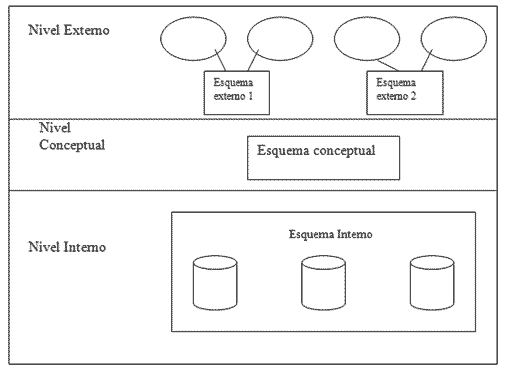 Nivel Externo
Esquema
externo 1
Esquema
externo 2
Nivel
Conceptual
Esquema conceptual
Esquema Interno
Nivel Interno